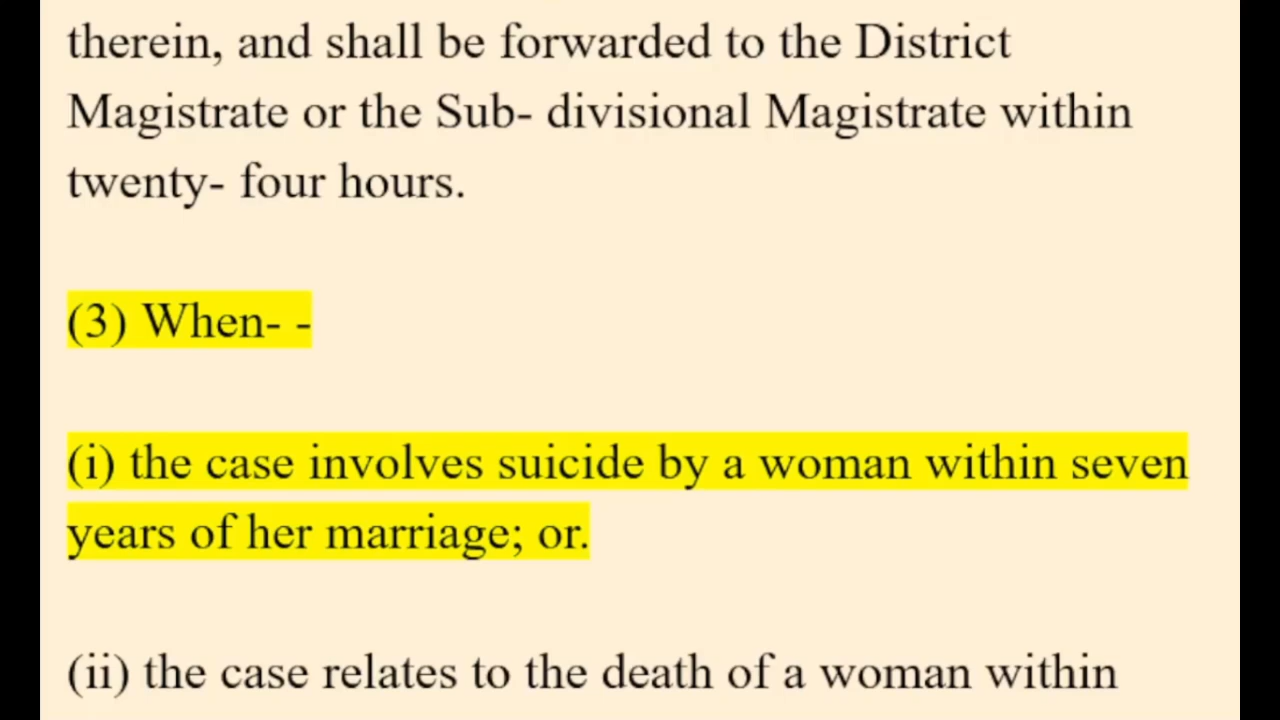 therein, and shall be forwarded to the District
Magistrate or the Sub- divisional Magistrate within
twenty- four hours.
(3) When- -
(i) the case involves suicide by a woman within seven
years of her marriage; or.
(ii) the case relates to the death of a woman within